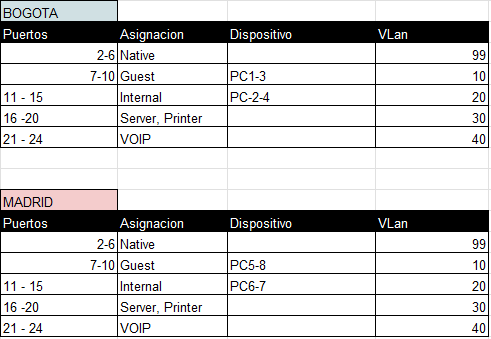 BOGOTA
Puertos Asignacion Dispositivo VLan
2-6 Native 99
7-10 Guest PC1-3 10
11 - 15 Internal PC-2-4 20
16 -20 Server, Printer 30
21 - 24 VOIP 40
MADRID
Puertos Asignacion Dispositivo VLan
2-6 Native 99
7-10 Guest PC5-8 10
11 - 15 Internal PC6-7 20
16 -20 Server, Printer 30
21 - 24 VOIP 40